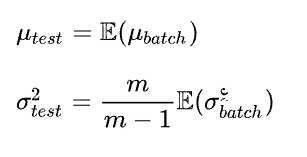 μ_test = 𝔼(μ_batch)
σ²_test = m/(m − 1) 𝔼(σ_batch)